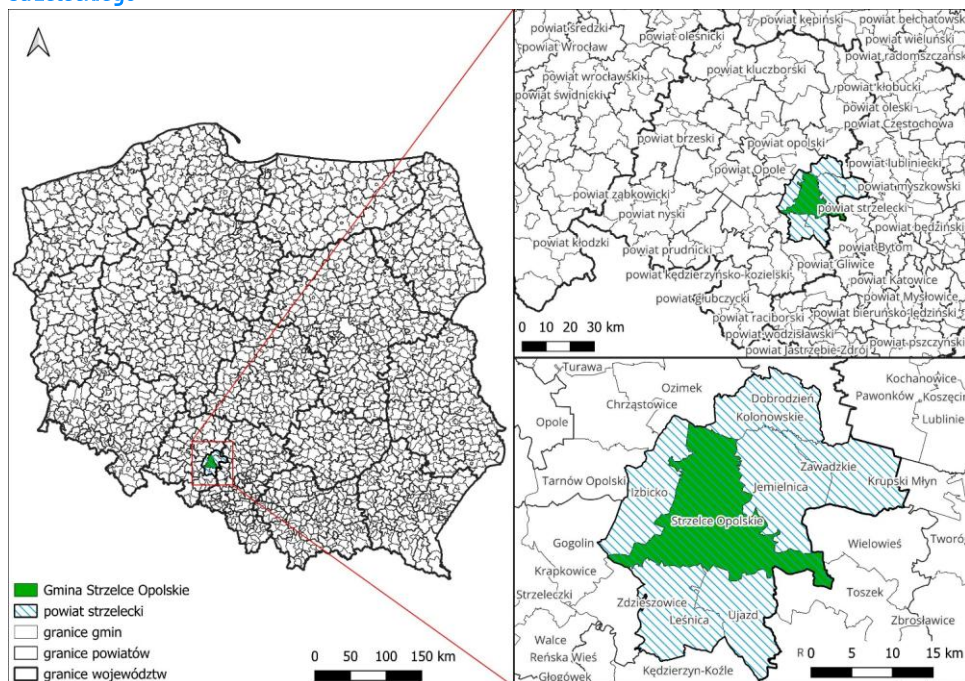 Gmina Strzelce Opolskie
powiat strzelecki
granice gmin
granice powiatów
granice województw
0 50 100 150 km
powiat kępiński
powiat bełchatowsk
powiat średzki
powiat oleśnicki
powiat Wrocław
powiat wieluński
powiat radomszczańsk
powiat wrocławski
powiat kluczborski
powiat kłobucki
powiat świdnicki
powiat oleski
powiat Częstochowa
powiat brzeski
powiat opolski
powiat lubliniecki
powiat Opole
powiat myszkowski
powiat ząbkowicki
powiat strzelecki
powiat nyski
powiat będziński
powiat kłodzki
powiat prudnicki
powiat Bytom
powiat Gliwice
powiat kędzierzyńsko-kozielski
powiat Katowice
powiat głubczycki
powiat Mysłowice
powiat raciborski
powiat bieruńsko-lędziński
powiat wodzisławski
powiat pszczyński
powiat Jastrzębie-Zdrój
0 10 20 30 km
Turawa
Ozimek
Kochanowice
Dobrodzień
Pawonków
Koszęcin
Chrząstowice
Kolonowskie
Opole
Lublinie
Zawadzkie
Tarnów Opolski
Izbicko
Jemielnica
Krupski Młyn
Strzelce Opolskie
Gogolin
Wielowieś
Tworóg
Krapkowice
Strzeleczki
Zdzieszowice
Ujazd
Toszek
Leśnica
Zbrosławice
Walce
Reńska Wieś
Głogówek
Kędzierzyn-Koźle
R
0 5 10 15 km